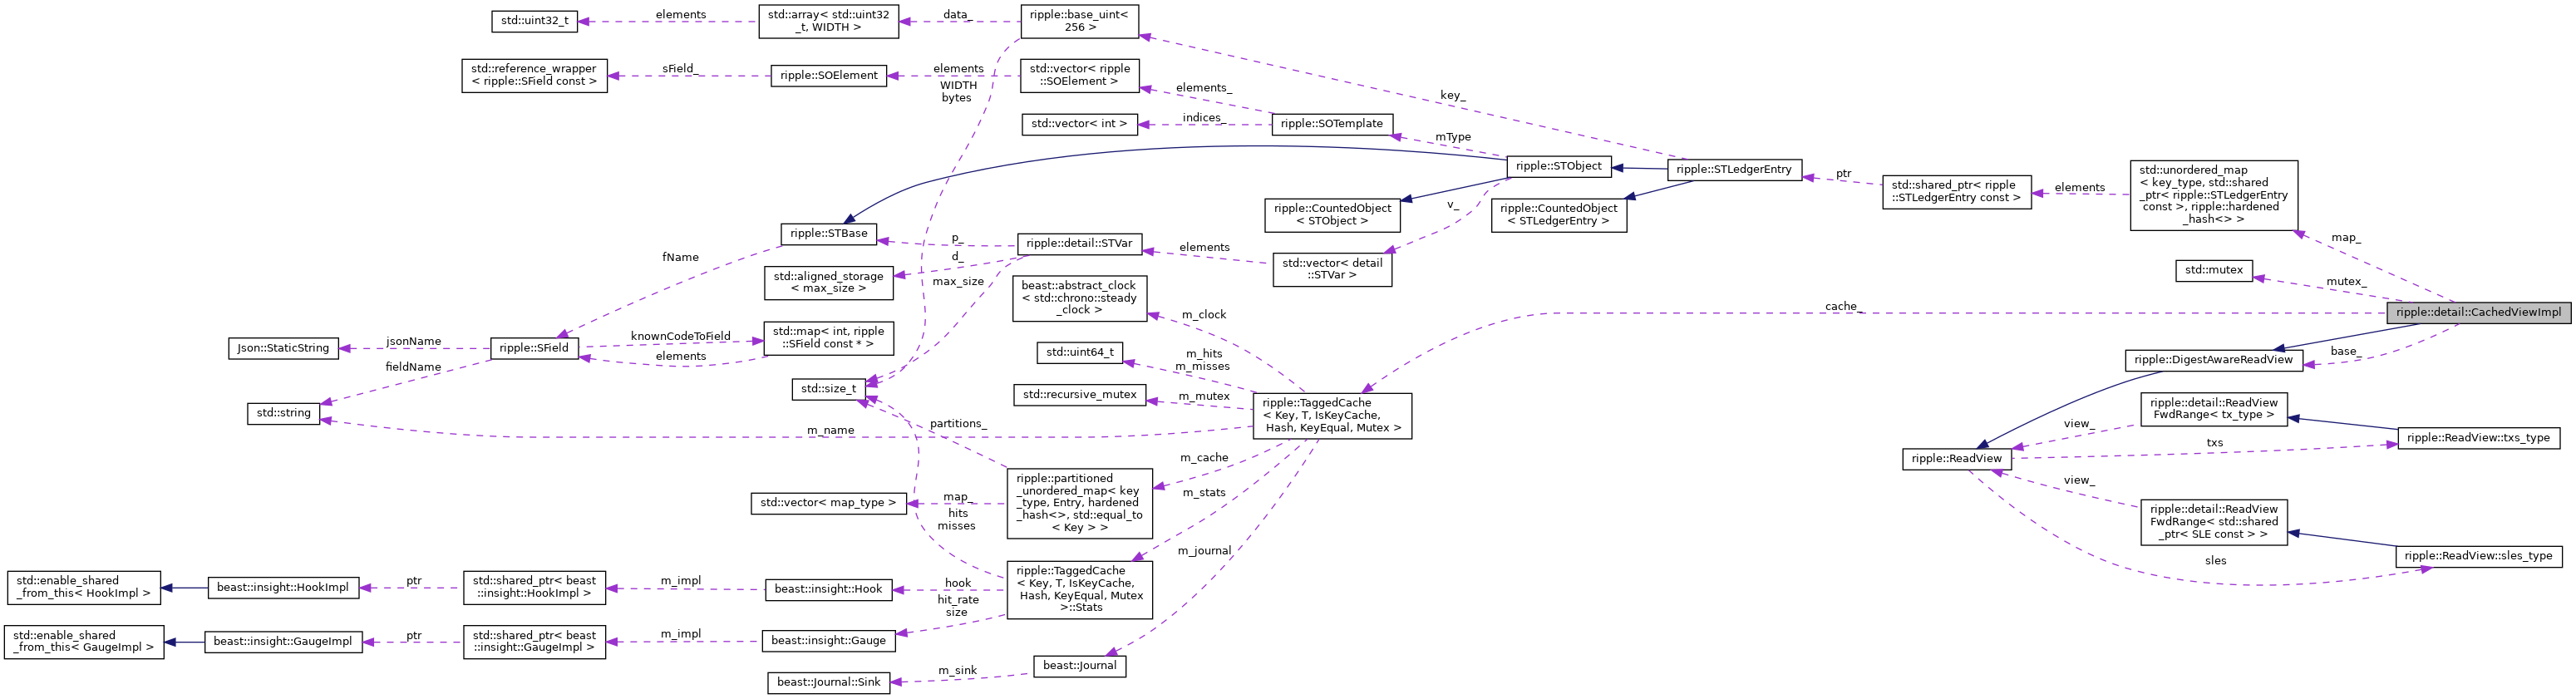 std::uint32_t
elements
std::array< std::uint32
_t, WIDTH >
data_
ripple::base_uint<
256 >
std::reference_wrapper
< ripple::SField const >
sField_
ripple::SOElement
elements
std::vector< ripple
::SOElement >
WIDTH
bytes
elements_
key_
std::vector< int >
indices_
ripple::SOTemplate
mType
ripple::STObject
ripple::STLedgerEntry
ptr
std::shared_ptr< ripple
::STLedgerEntry const >
elements
std::unordered_map
< key_type, std::shared
_ptr< ripple::STLedgerEntry
const >, ripple::hardened
_hash<> >
ripple::CountedObject
< STObject >
ripple::CountedObject
< STLedgerEntry >
v_
map_
ripple::STBase
p_
ripple::detail::STVar
elements
std::vector< detail
::STVar >
fName
d_
std::aligned_storage
< max_size >
max_size
std::mutex
mutex_
beast::abstract_clock
< std::chrono::steady
_clock >
m_clock
cache_
ripple::detail::CachedViewImpl
Json::StaticString
jsonName
ripple::SField
knownCodeToField
elements
std::map< int, ripple
::SField const * >
std::uint64_t
m_hits
m_misses
ripple::DigestAwareReadView
base_
fieldName
std::size_t
std::recursive_mutex
m_mutex
ripple::TaggedCache
< Key, T, IsKeyCache,
Hash, KeyEqual, Mutex >
std::string
m_name
partitions_
ripple::detail::ReadView
FwdRange< tx_type >
view_
ripple::ReadView::txs_type
txs
ripple::ReadView
m_cache
ripple::partitioned
_unordered_map< key
_type, Entry, hardened
_hash<>, std::equal_to
< Key > >
std::vector< map_type >
map_
m_stats
hits
misses
view_
ripple::detail::ReadView
FwdRange< std::shared
_ptr< SLE const > >
ripple::ReadView::sles_type
sles
m_journal
ripple::TaggedCache
< Key, T, IsKeyCache,
Hash, KeyEqual, Mutex
>::Stats
std::enable_shared
_from_this< HookImpl >
beast::insight::HookImpl
ptr
std::shared_ptr< beast
::insight::HookImpl >
m_impl
beast::insight::Hook
hook
hit_rate
size
std::enable_shared
_from_this< GaugeImpl >
beast::insight::GaugeImpl
ptr
std::shared_ptr< beast
::insight::GaugeImpl >
m_impl
beast::insight::Gauge
beast::Journal
m_sink
beast::Journal::Sink